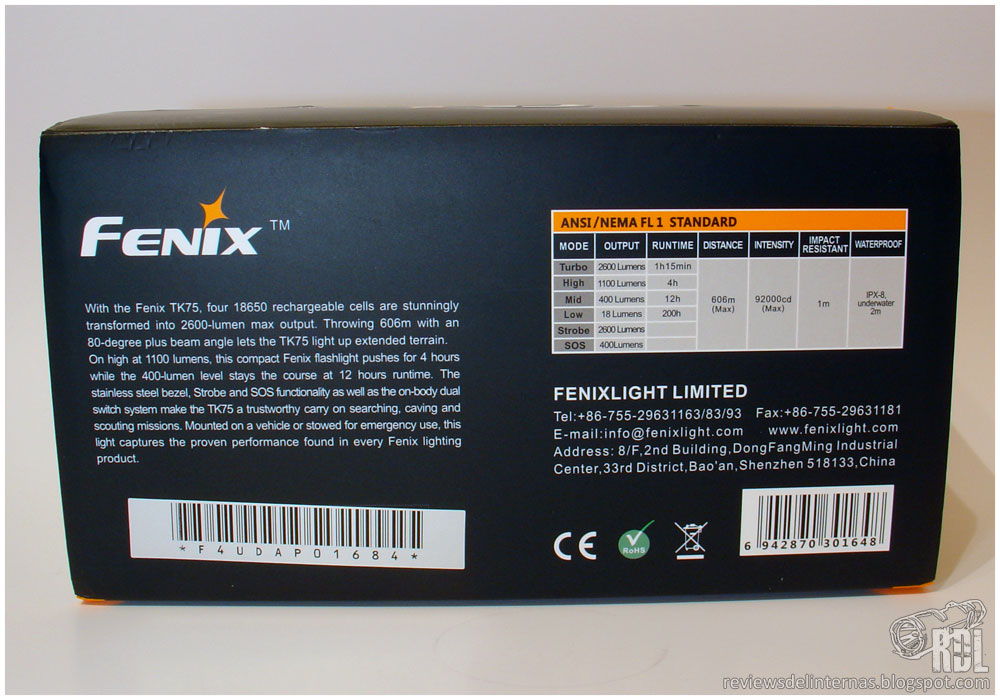 FENIX TM
With the Fenix TK75, four 18650 rechargeable cells are stunningly
transformed into 2600-lumen max output. Throwing 606m with an
80-degree plus beam angle lets the TK75 light up extended terrain.
On high at 1100 lumens, this compact Fenix flashlight pushes for 4 hours
while the 400-lumen level stays the course at 12 hours runtime. The
stainless steel bezel, Strobe and SOS functionality as well as the on-body dual
switch system make the TK75 a trustworthy carry on searching, caving and
scouting missions. Mounted on a vehicle or stowed for emergency use, this
light captures the proven performance found in every Fenix lighting
product.
*F4UDAP01684*
ANSI/NEMA FL 1 STANDARD
MODE OUTPUT RUNTIME DISTANCE INTENSITY IMPACT RESISTANT WATERPROOF
Turbo 2600 Lumens 1h15min
High 1100 Lumens 4h
Mid 400 Lumens 12h
Low 18 Lumens 200h
Strobe 2600 Lumens
SOS 400Lumens
606m
(Max)
92000cd
(Max)
1m
IPX-8,
underwater
2m
FENIXLIGHT LIMITED
Tel:+86-755-29631163/83/93 Fax:+86-755-29631181
E-mail:info@fenixlight.com www.fenixlight.com
Address: 8/F,2nd Building,DongFangMing Industrial
Center,33rd District,Bao'an,Shenzhen 518133,China
CE RoHS
6 942870 301648
RDL
reviewsdelinternas.blogspot.com